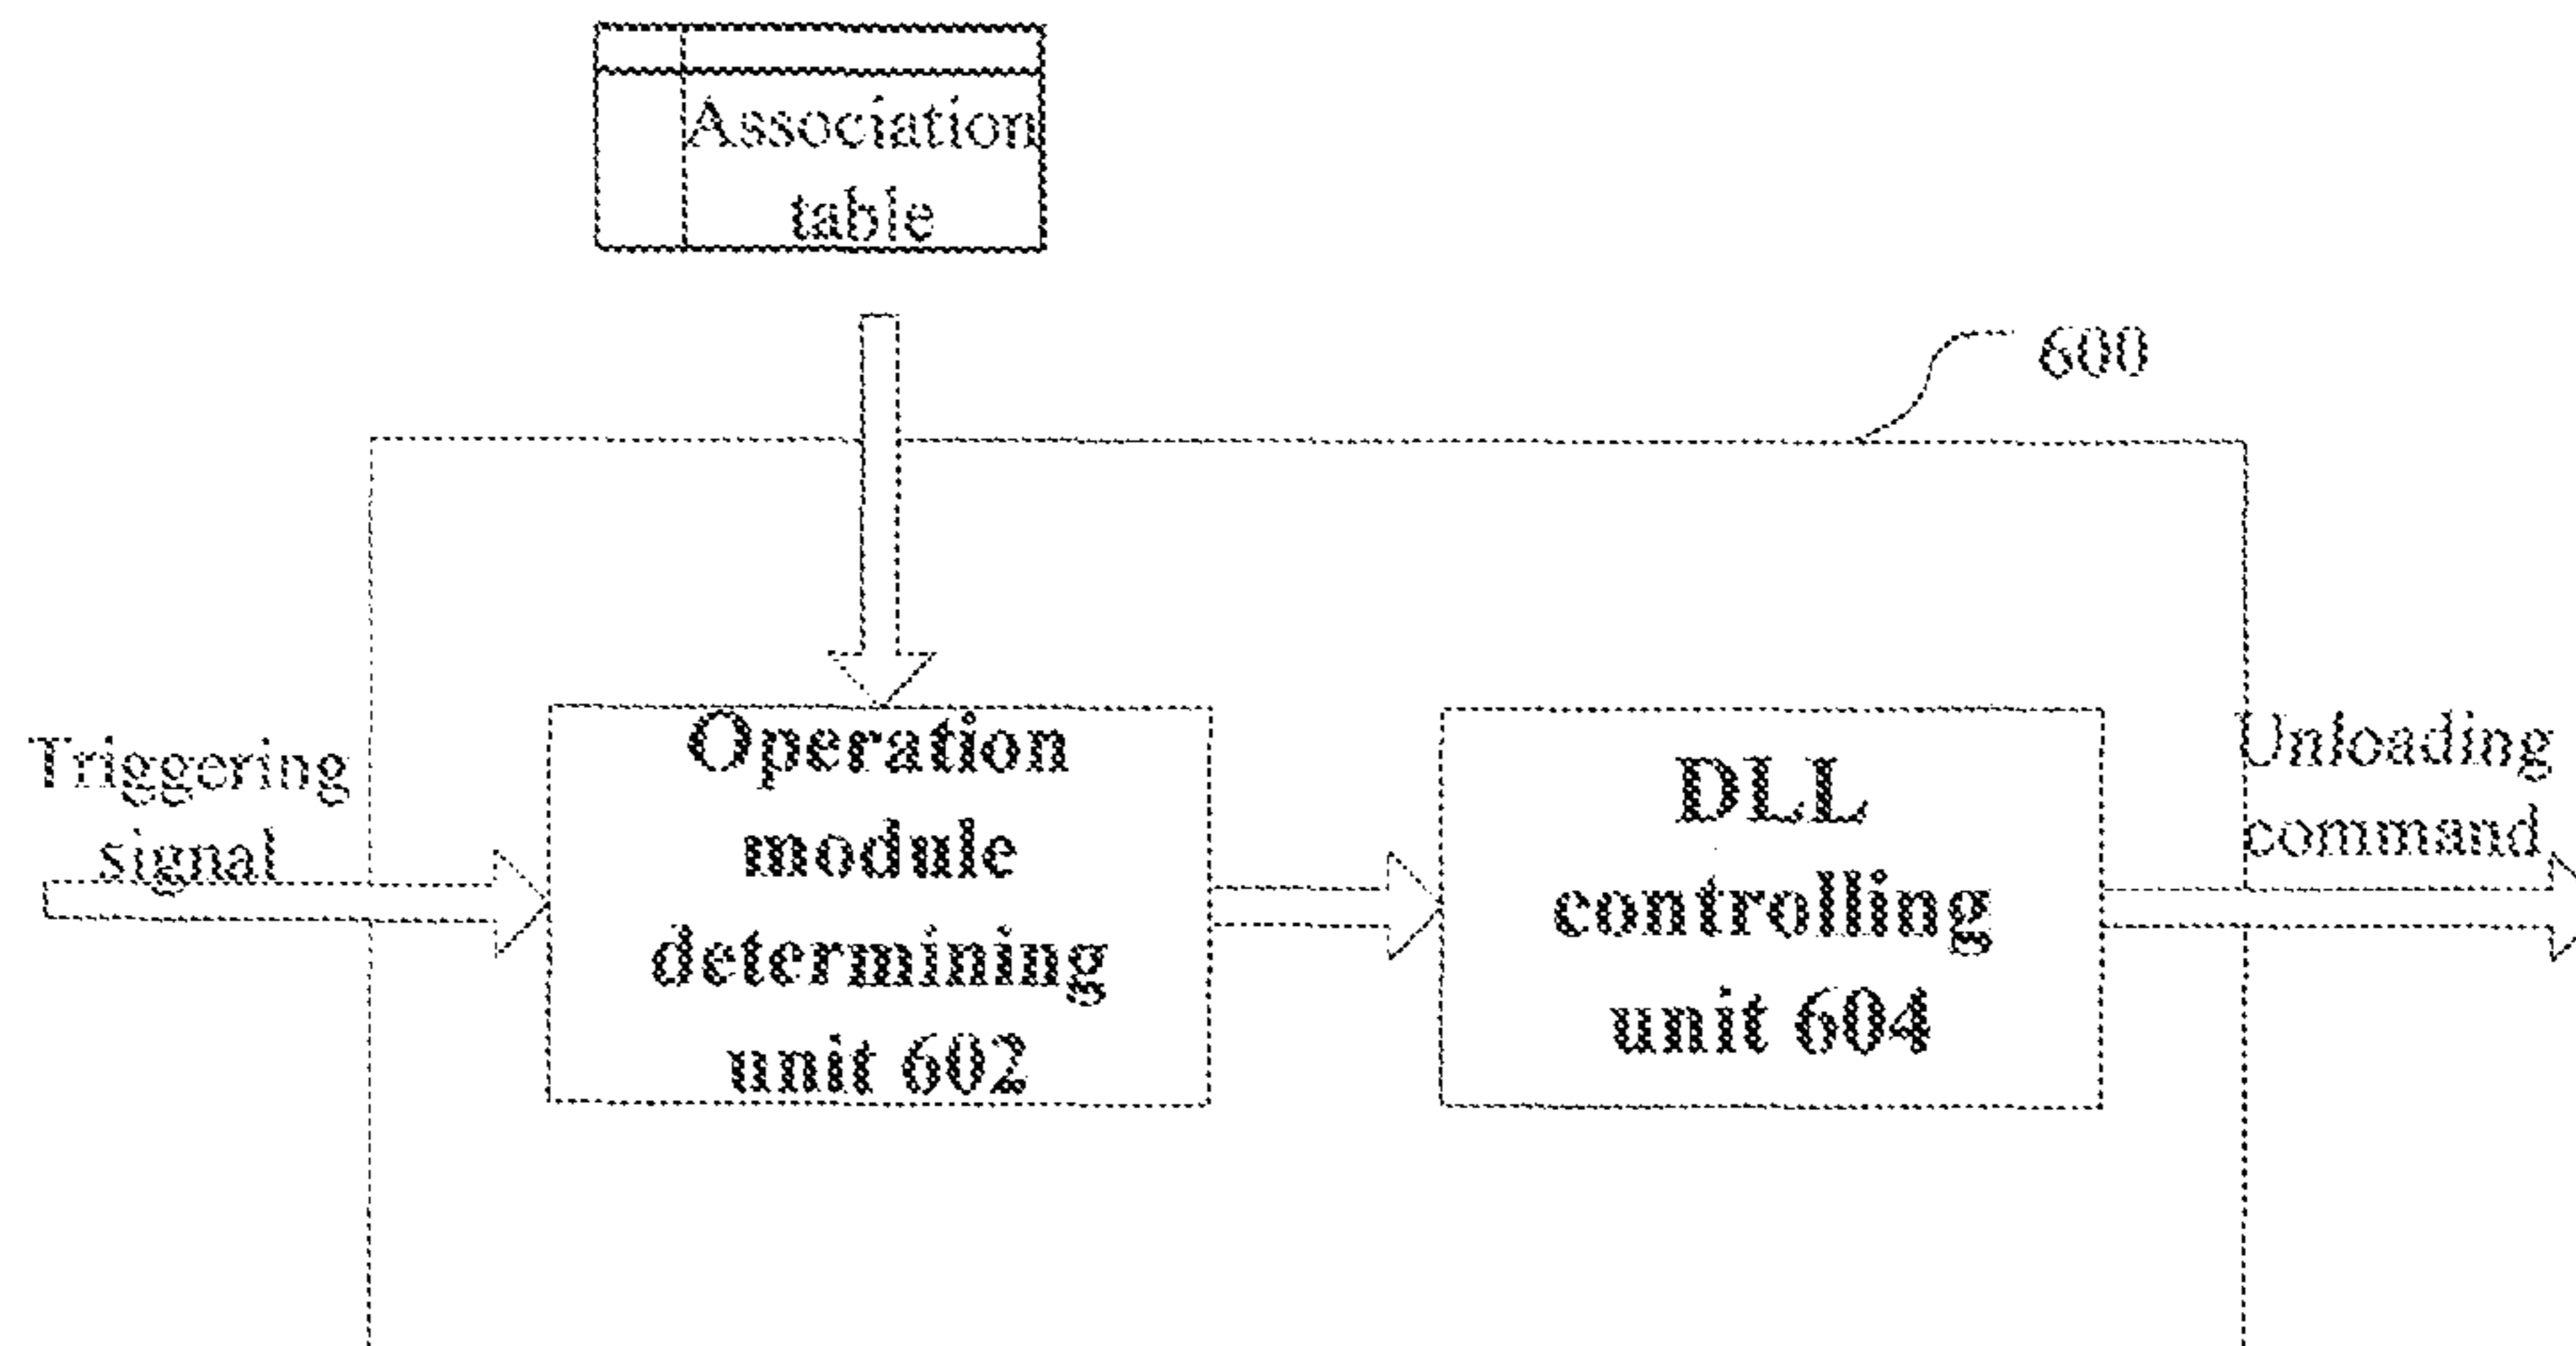 Association
table
600
Triggering
signal
Operation
module
determining
unit 602
DLL
controlling
unit 604
Unloading
command